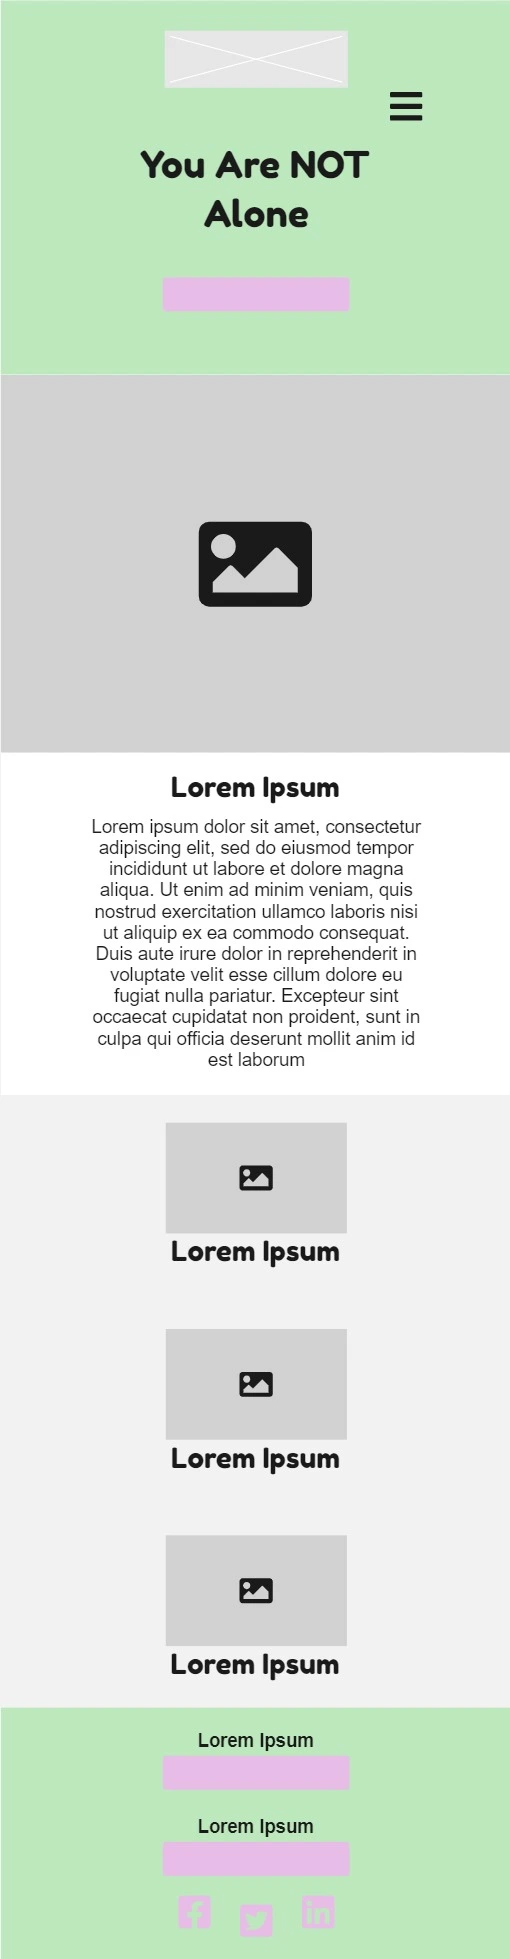 You Are NOT
Alone
Lorem Ipsum
Lorem ipsum dolor sit amet, consectetur
adipiscing elit, sed do eiusmod tempor
incididunt ut labore et dolore magna
aliqua. Ut enim ad minim veniam, quis
nostrud exercitation ullamco laboris nisi
ut aliquip ex ea commodo consequat.
Duis aute irure dolor in reprehenderit in
voluptate velit esse cillum dolore eu
fugiat nulla pariatur. Excepteur sint
occaecat cupidatat non proident, sunt in
culpa qui officia deserunt mollit anim id
est laborum
Lorem Ipsum
Lorem Ipsum
Lorem Ipsum
Lorem Ipsum
Lorem Ipsum